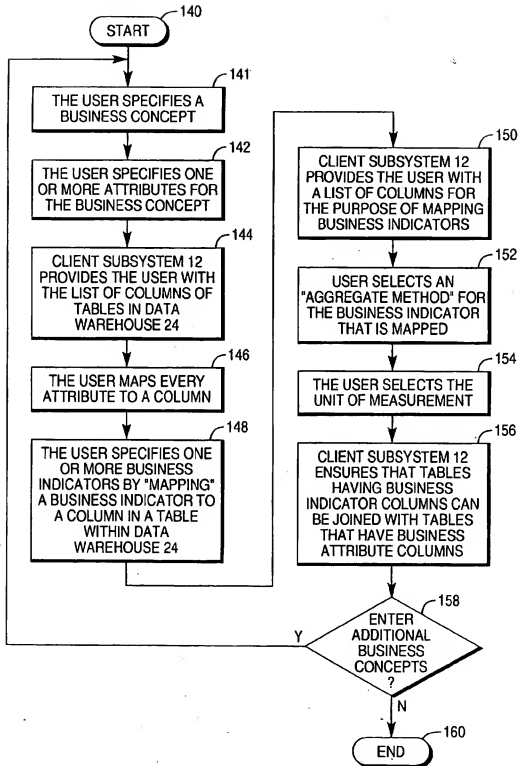 START
140
141
THE USER SPECIFIES A
BUSINESS CONCEPT
142
THE USER SPECIFIES ONE
OR MORE ATTRIBUTES FOR
THE BUSINESS CONCEPT
144
CLIENT SUBSYSTEM 12
PROVIDES THE USER WITH
THE LIST OF COLUMNS OF
TABLES IN DATA
WAREHOUSE 24
146
THE USER MAPS EVERY
ATTRIBUTE TO A COLUMN
148
THE USER SPECIFIES ONE
OR MORE BUSINESS
INDICATORS BY "MAPPING"
A BUSINESS INDICATOR TO
A COLUMN IN A TABLE
WITHIN DATA
WAREHOUSE 24
150
CLIENT SUBSYSTEM 12
PROVIDES THE USER WITH
A LIST OF COLUMNS FOR
THE PURPOSE OF MAPPING
BUSINESS INDICATORS
152
USER SELECTS AN
"AGGREGATE METHOD" FOR
THE BUSINESS INDICATOR
THAT IS MAPPED
154
THE USER SELECTS THE
UNIT OF MEASUREMENT
156
CLIENT SUBSYSTEM 12
ENSURES THAT TABLES
HAVING BUSINESS
INDICATOR COLUMNS CAN
BE JOINED WITH TABLES
THAT HAVE BUSINESS
ATTRIBUTE COLUMNS
158
Y
ENTER
ADDITIONAL
BUSINESS
CONCEPTS
?
N
160
END